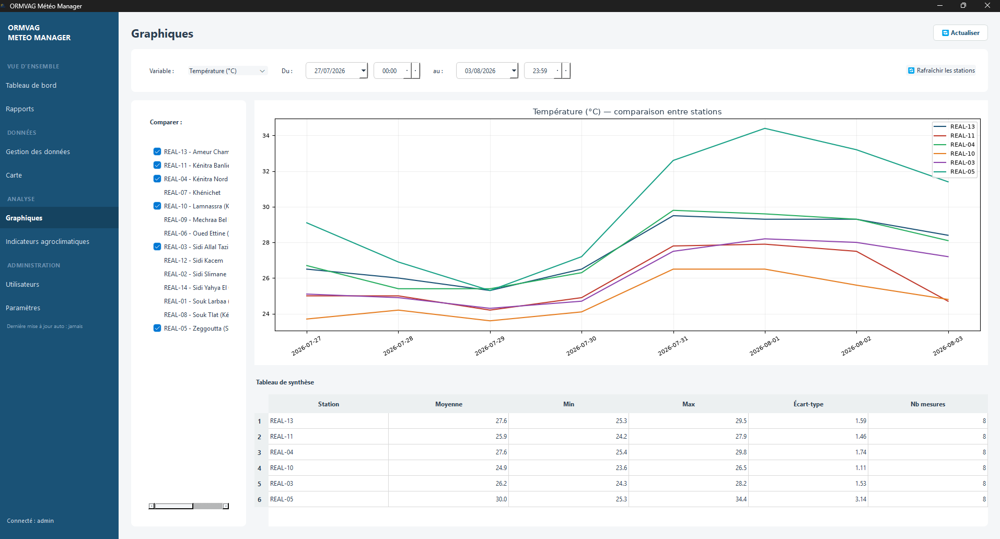 ORMVAG Météo Manager
ORMVAG
METEO MANAGER
VUE D'ENSEMBLE
Tableau de bord
Rapports
DONNÉES
Gestion des données
Carte
ANALYSE
Graphiques
Indicateurs agroclimatiques
ADMINISTRATION
Utilisateurs
Paramètres
Dernière mise à jour auto : jamais
Connecté : admin
Graphiques
Actualiser
Variable : Température (°C) Du : 27/07/2026 00:00 au : 03/08/2026 23:59 Rafraîchir les stations
Comparer :
REAL-13 - Ameur Cham
REAL-11 - Kénitra Banlie
REAL-04 - Kénitra Nord
REAL-07 - Khénichet
REAL-10 - Lamnassra (K
REAL-09 - Mechraa Bel
REAL-06 - Oued Ettine (
REAL-03 - Sidi Allal Tazi
REAL-12 - Sidi Kacem
REAL-02 - Sidi Slimane
REAL-14 - Sidi Yahya El
REAL-01 - Souk Larbaa (
REAL-08 - Souk Tlat (Ké
REAL-05 - Zeggoutta (S
Température (°C) — comparaison entre stations
34
32
30
28
26
24
REAL-13
REAL-11
REAL-04
REAL-10
REAL-03
REAL-05
2026-07-27 2026-07-28 2026-07-29 2026-07-30 2026-07-31 2026-08-01 2026-08-02 2026-08-03
Tableau de synthèse
Station Moyenne Min Max Écart-type Nb mesures
1 REAL-13 27.6 25.3 29.5 1.59 8
2 REAL-11 25.9 24.2 27.9 1.46 8
3 REAL-04 27.6 25.4 29.8 1.74 8
4 REAL-10 24.9 23.6 26.5 1.11 8
5 REAL-03 26.2 24.3 28.2 1.53 8
6 REAL-05 30.0 25.3 34.4 3.14 8